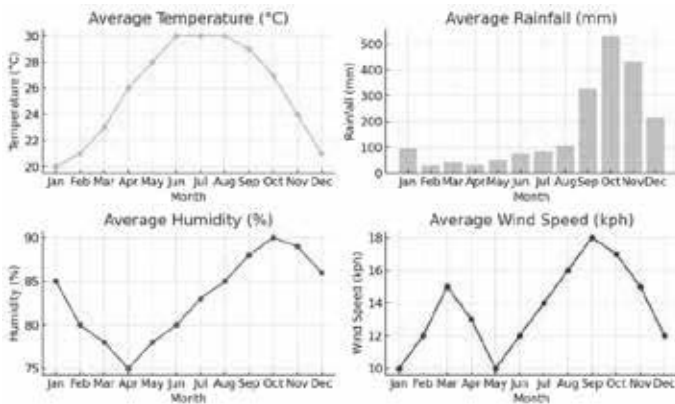 Average Temperature (°C)
30
28
26
24
22
20
Temperature (°C)
Jan Feb Mar Apr May Jun Jul Aug Sep Oct Nov Dec
Month
Average Rainfall (mm)
500
400
300
200
100
0
Rainfall (mm)
Jan Feb Mar Apr May Jun Jul Aug Sep Oct Nov Dec
Month
Average Humidity (%)
90
85
80
75
Humidity (%)
Jan Feb Mar Apr May Jun Jul Aug Sep Oct Nov Dec
Month
Average Wind Speed (kph)
18
16
14
12
10
Wind Speed (kph)
Jan Feb Mar Apr May Jun Jul Aug Sep Oct Nov Dec
Month